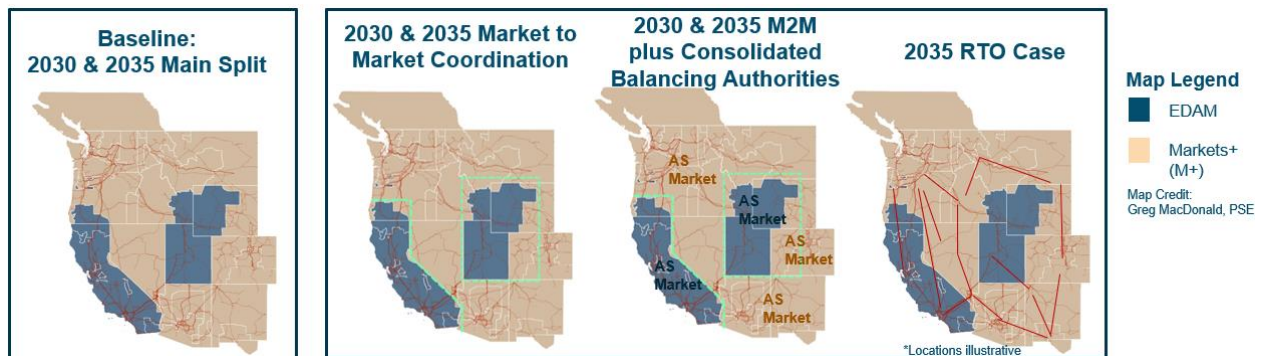 Baseline:
2030 & 2035 Main Split
2030 & 2035 Market to
Market Coordination
2030 & 2035 M2M
plus Consolidated
Balancing Authorities
AS
Market
AS
Market
AS
Market
AS
Market
AS
Market
2035 RTO Case
*Locations illustrative
Map Legend
EDAM
Markets+
(M+)
Map Credit:
Greg MacDonald, PSE